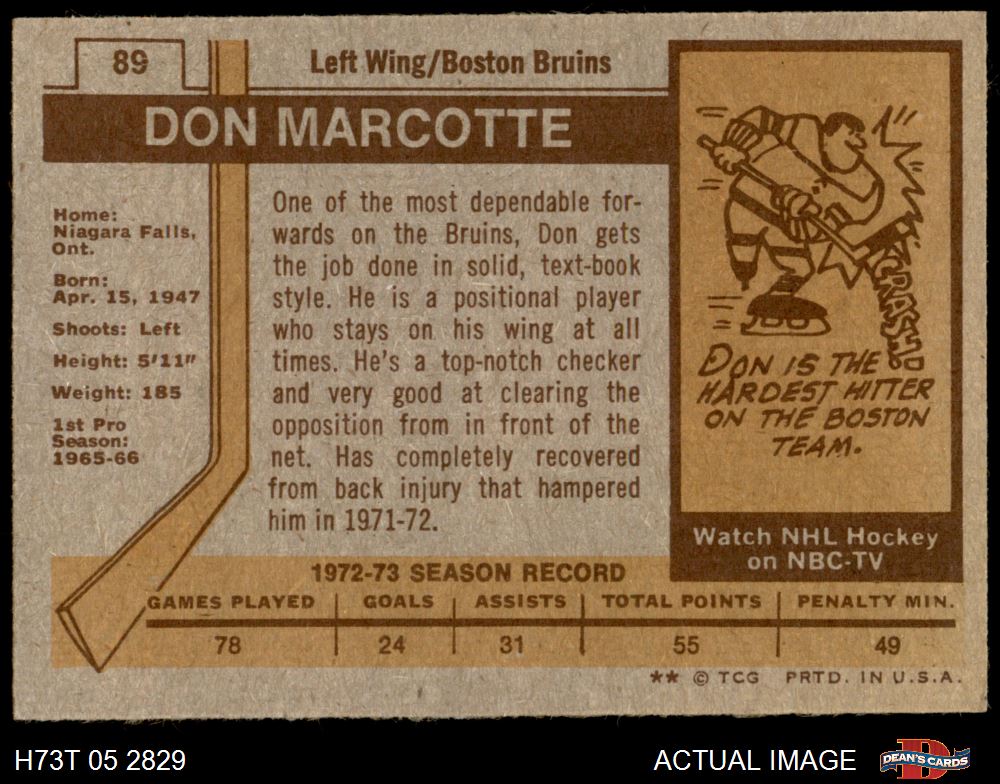 89
Left Wing/Boston Bruins
DON MARCOTTE
Home:
Niagara Falls,
Ont.
Born:
Apr. 15, 1947
Shoots: Left
Height: 5'11"
Weight: 185
1st Pro
Season:
1965-66
One of the most dependable for-
wards on the Bruins, Don gets
the job done in solid, text-book
style. He is a positional player
who stays on his wing at all
times. He's a top-notch checker
and very good at clearing the
opposition from in front of the
net. Has completely recovered
from back injury that hampered
him in 1971-72.
CRASH!
DON IS THE
HARDEST HITTER
ON THE BOSTON
TEAM.
Watch NHL Hockey
on NBC-TV
1972-73 SEASON RECORD
GAMES PLAYED GOALS ASSISTS TOTAL POINTS PENALTY MIN.
78 24 31 55 49
** © TCG PRTD. IN U.S.A.
H73T 05 2829 ACTUAL IMAGE DEAN'S CARDS